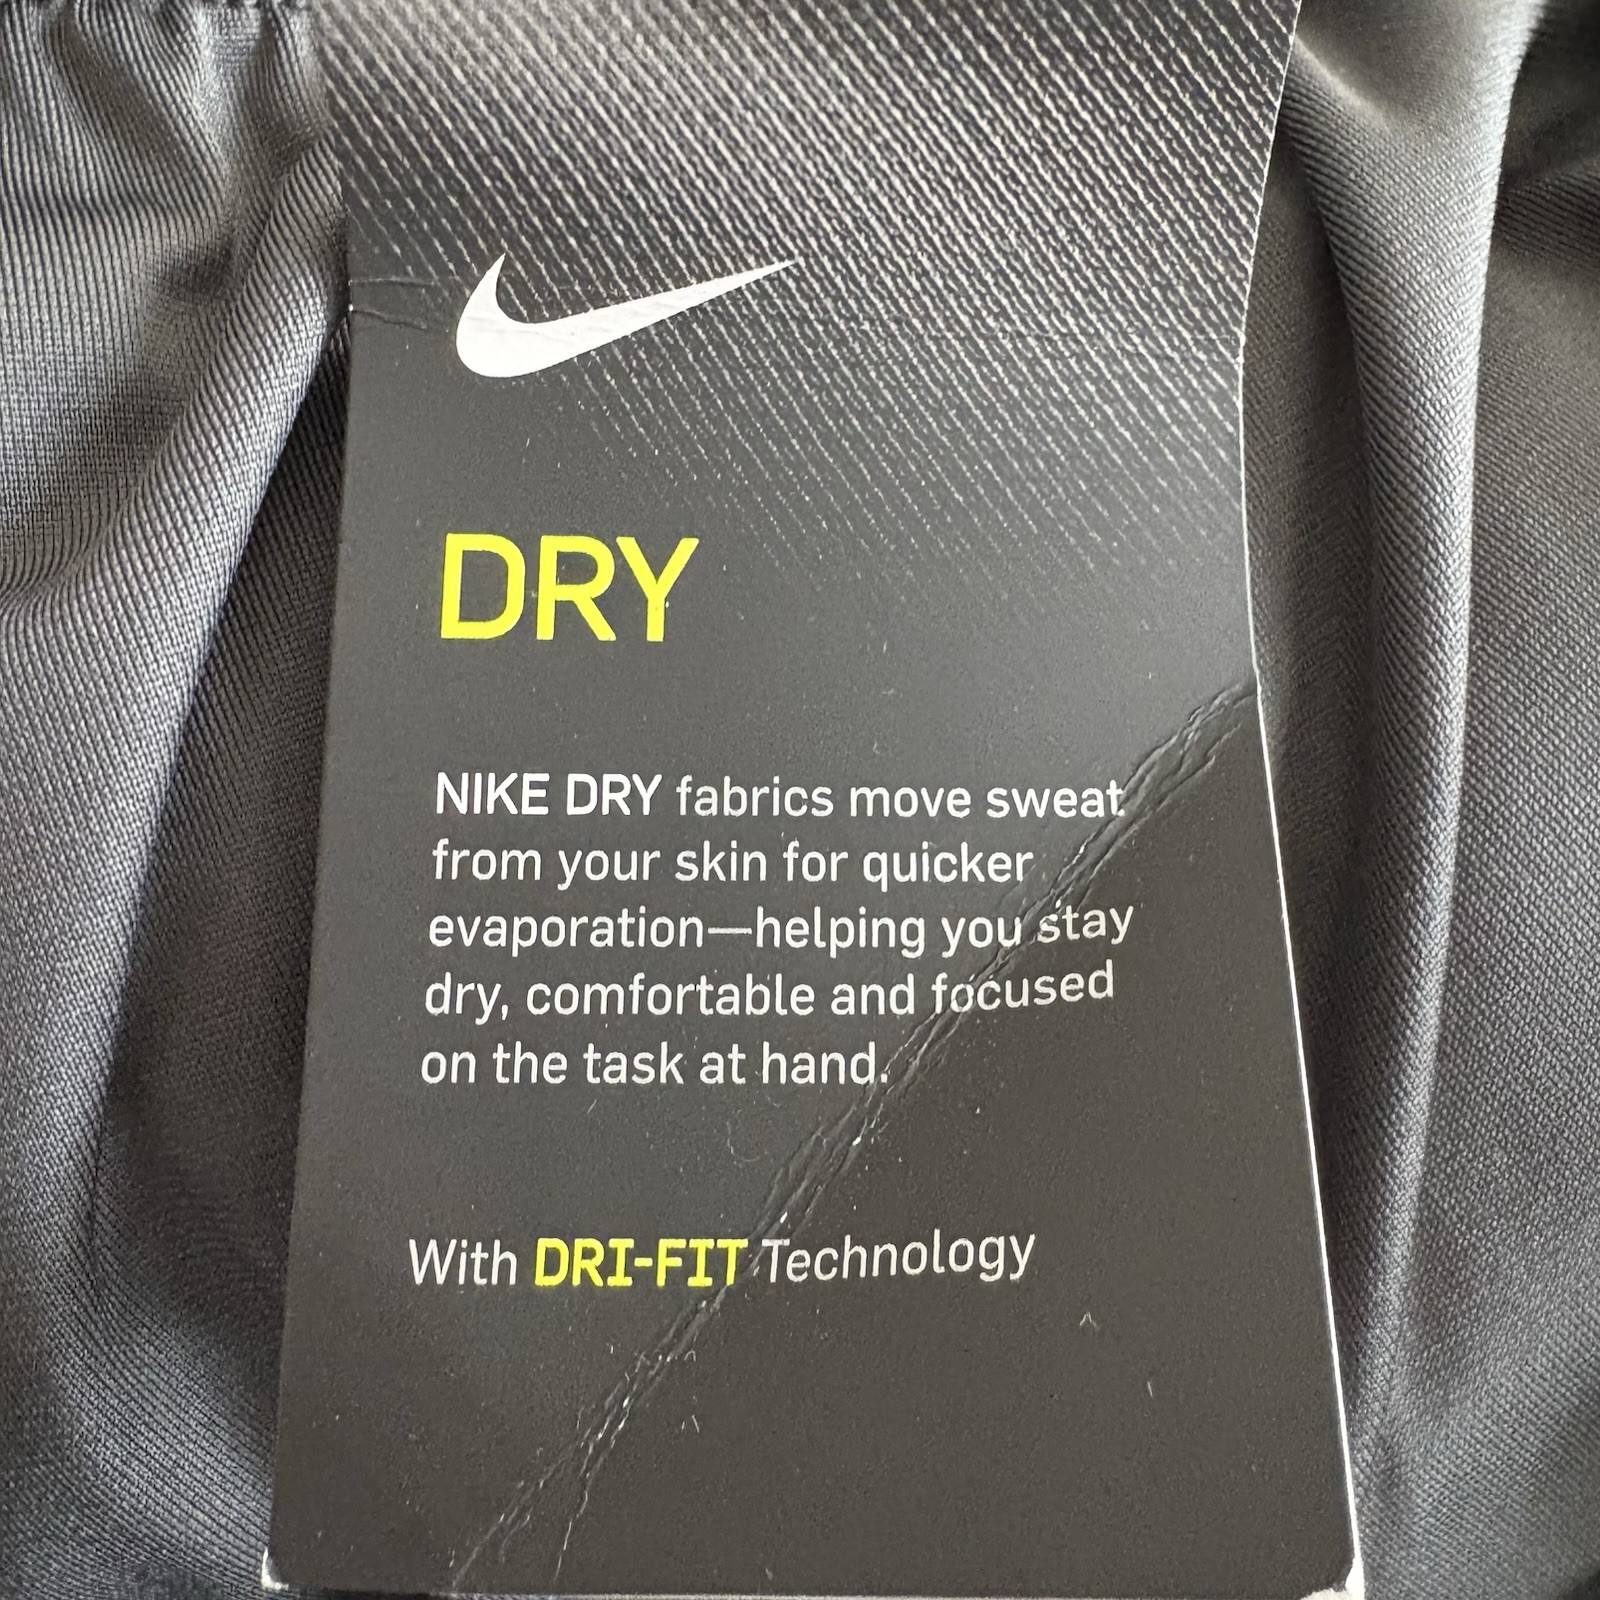 DRY
NIKE DRY fabrics move sweat
from your skin for quicker
evaporation—helping you stay
dry, comfortable and focused
on the task at hand.
With DRI-FIT Technology